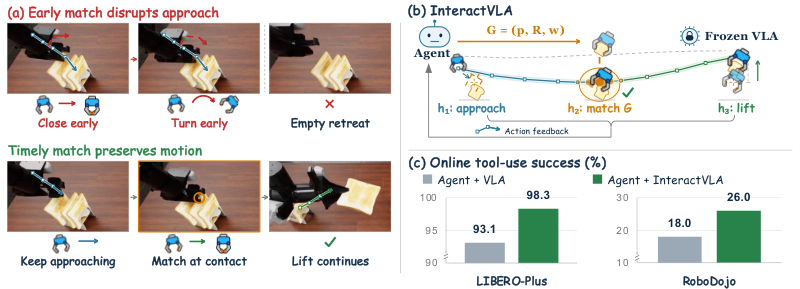 (a) Early match disrupts approach
Close early
Turn early
Empty retreat
Timely match preserves motion
Keep approaching
Match at contact
Lift continues
(b) InteractVLA
Agent
G = (p, R, w)
Frozen VLA
h₁: approach
h₂: match G
h₃: lift
Action feedback
(c) Online tool-use success (%)
Agent + VLA
Agent + InteractVLA
100
95
90
93.1
98.3
LIBERO-Plus
30
20
10
18.0
26.0
RoboDojo